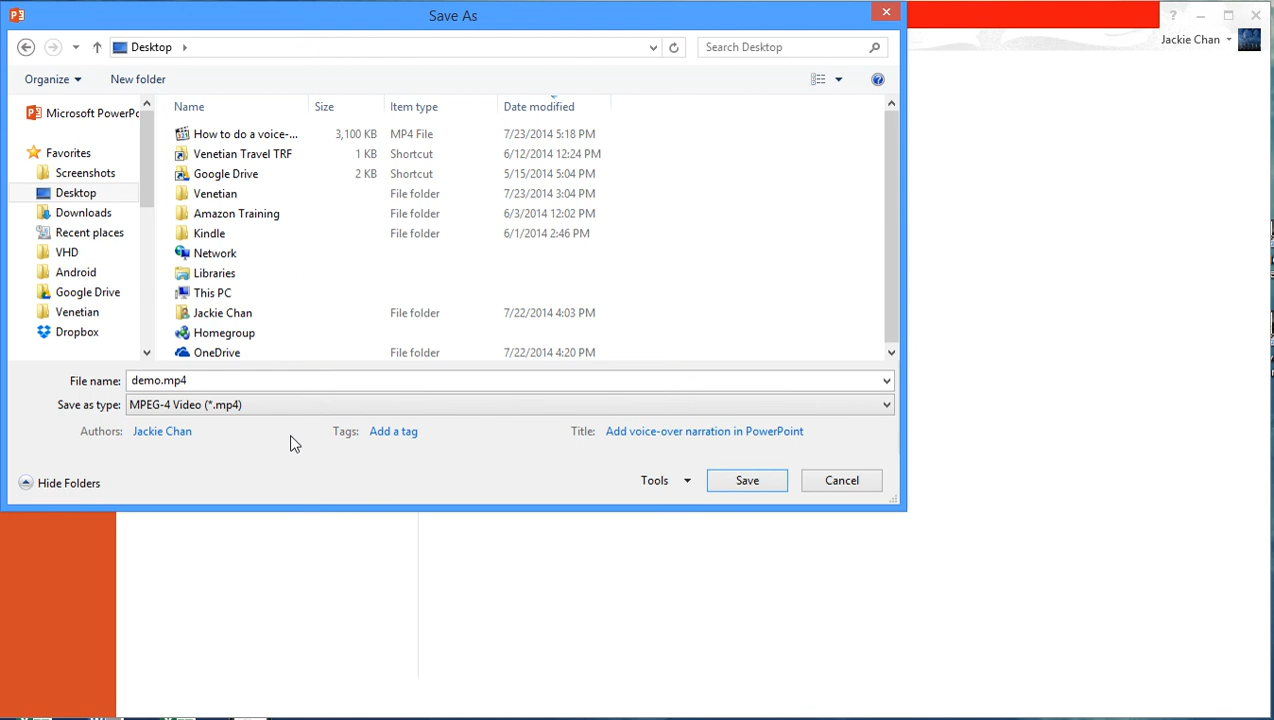 Save As
?
Jackie Chan
Desktop
Search Desktop
Organize
New folder
Microsoft PowerPc
Favorites
Screenshots
Desktop
Downloads
Recent places
VHD
Android
Google Drive
Venetian
Dropbox
Name Size Item type Date modified
How to do a voice-... 3,100 KB MP4 File 7/23/2014 5:18 PM
Venetian Travel TRF 1 KB Shortcut 6/12/2014 12:24 PM
Google Drive 2 KB Shortcut 5/15/2014 5:04 PM
Venetian File folder 7/23/2014 3:04 PM
Amazon Training File folder 6/3/2014 12:02 PM
Kindle File folder 6/1/2014 2:46 PM
Network
Libraries
This PC
Jackie Chan File folder 7/22/2014 4:03 PM
Homegroup
OneDrive File folder 7/22/2014 4:20 PM
File name: demo.mp4
Save as type: MPEG-4 Video (*.mp4)
Authors: Jackie Chan Tags: Add a tag Title: Add voice-over narration in PowerPoint
Hide Folders
Tools Save Cancel